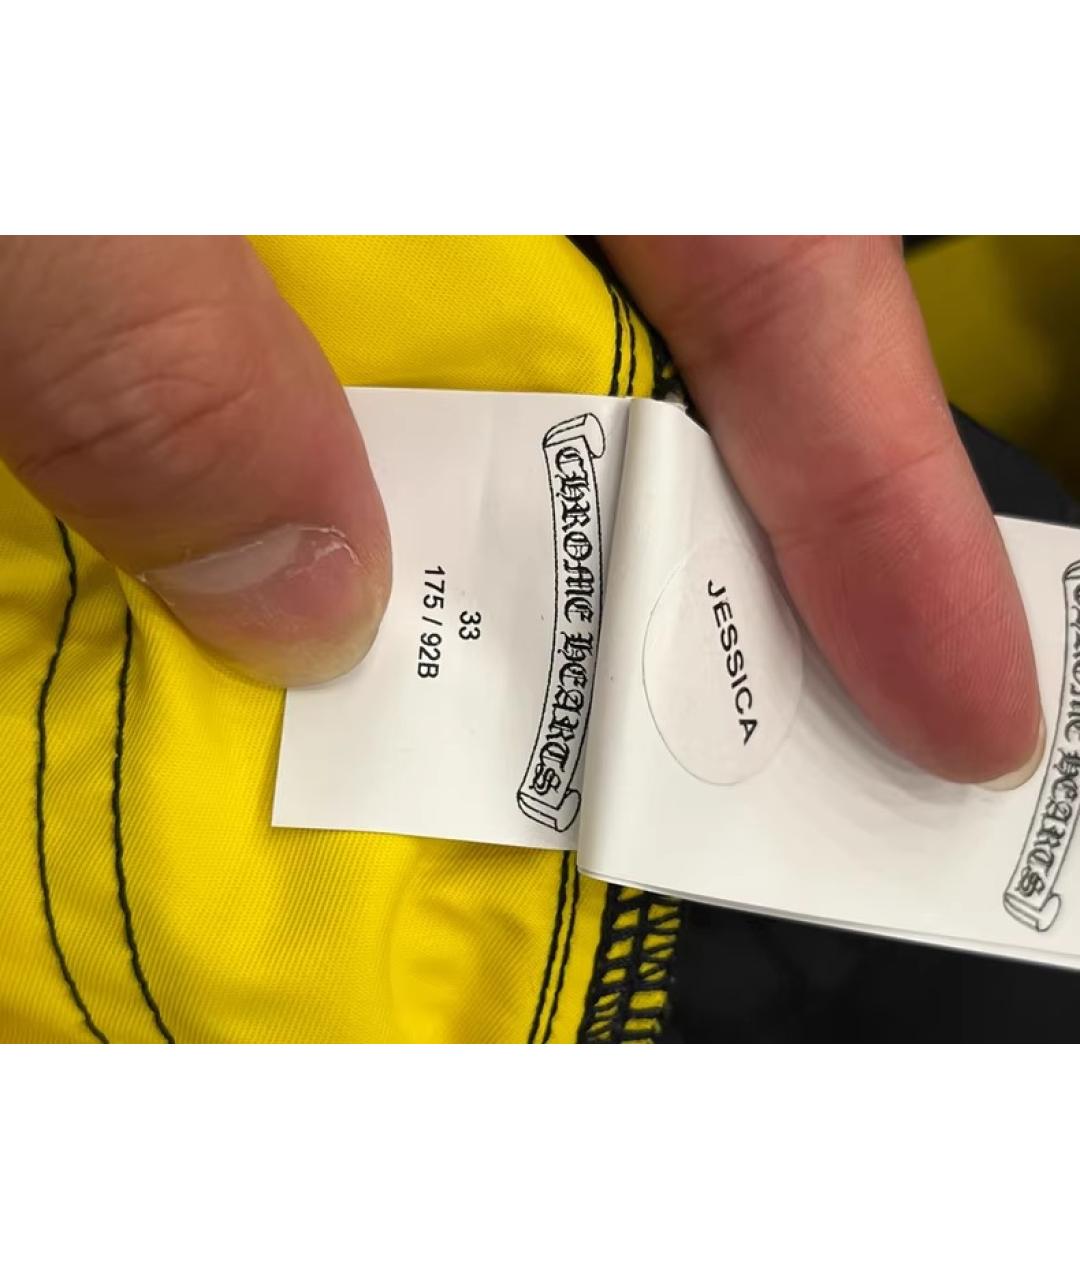 CHROME HEARTS
33
175 / 92B
JESSICA
CHROME HEARTS